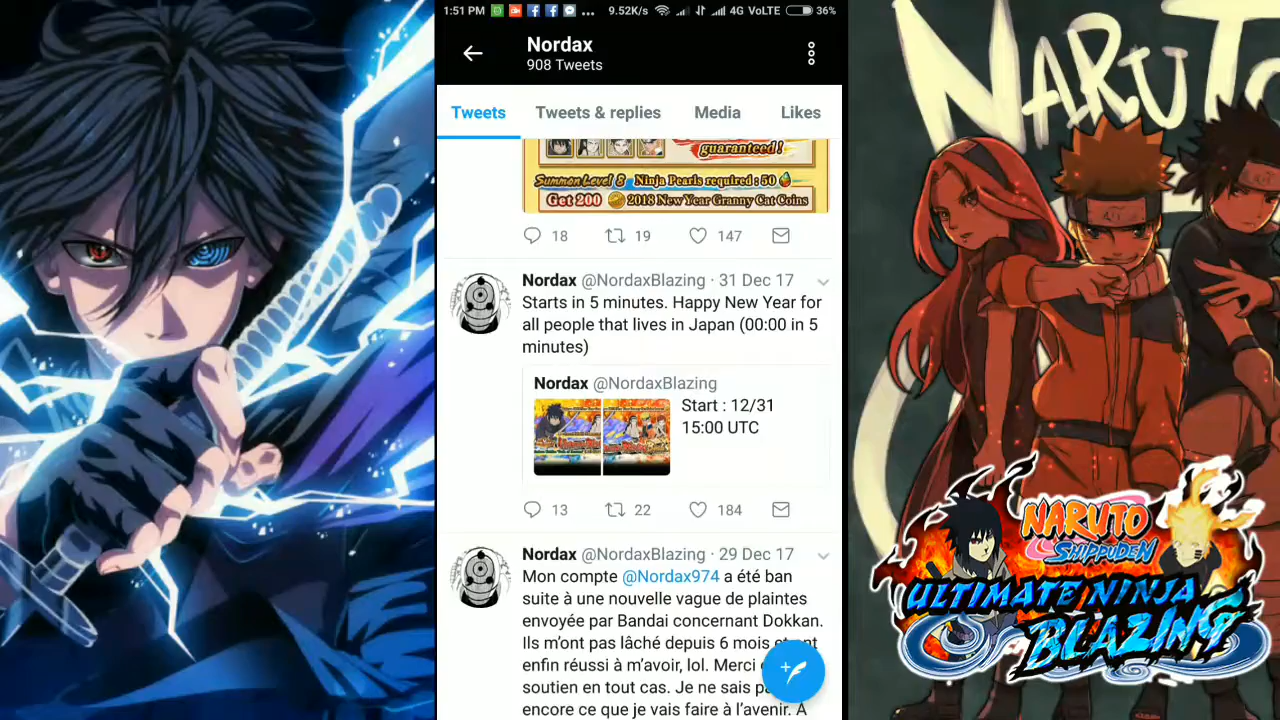 1:51 PM ... 9.52K/s 4G VoLTE 36%
Nordax
908 Tweets
Tweets Tweets & replies Media Likes
guaranteed!
Summon Level 8 Ninja Pearls required : 50
Get 200 2018 New Year Granny Cat Coins
18 19 147
Nordax @NordaxBlazing · 31 Dec 17
Starts in 5 minutes. Happy New Year for
all people that lives in Japan (00:00 in 5
minutes)
Nordax @NordaxBlazing
Start : 12/31
15:00 UTC
13 22 184
Nordax @NordaxBlazing · 29 Dec 17
Mon compte @Nordax974 a été ban
suite à une nouvelle vague de plaintes
envoyée par Bandai concernant Dokkan.
Ils m'ont pas lâché depuis 6 mois et ont
enfin réussi à m'avoir, lol. Merci
soutien en tout cas. Je ne sais
encore ce que je vais faire à l'avenir. A
NARUTO
NARUTO
SHIPPUDEN
ULTIMATE NINJA
BLAZING